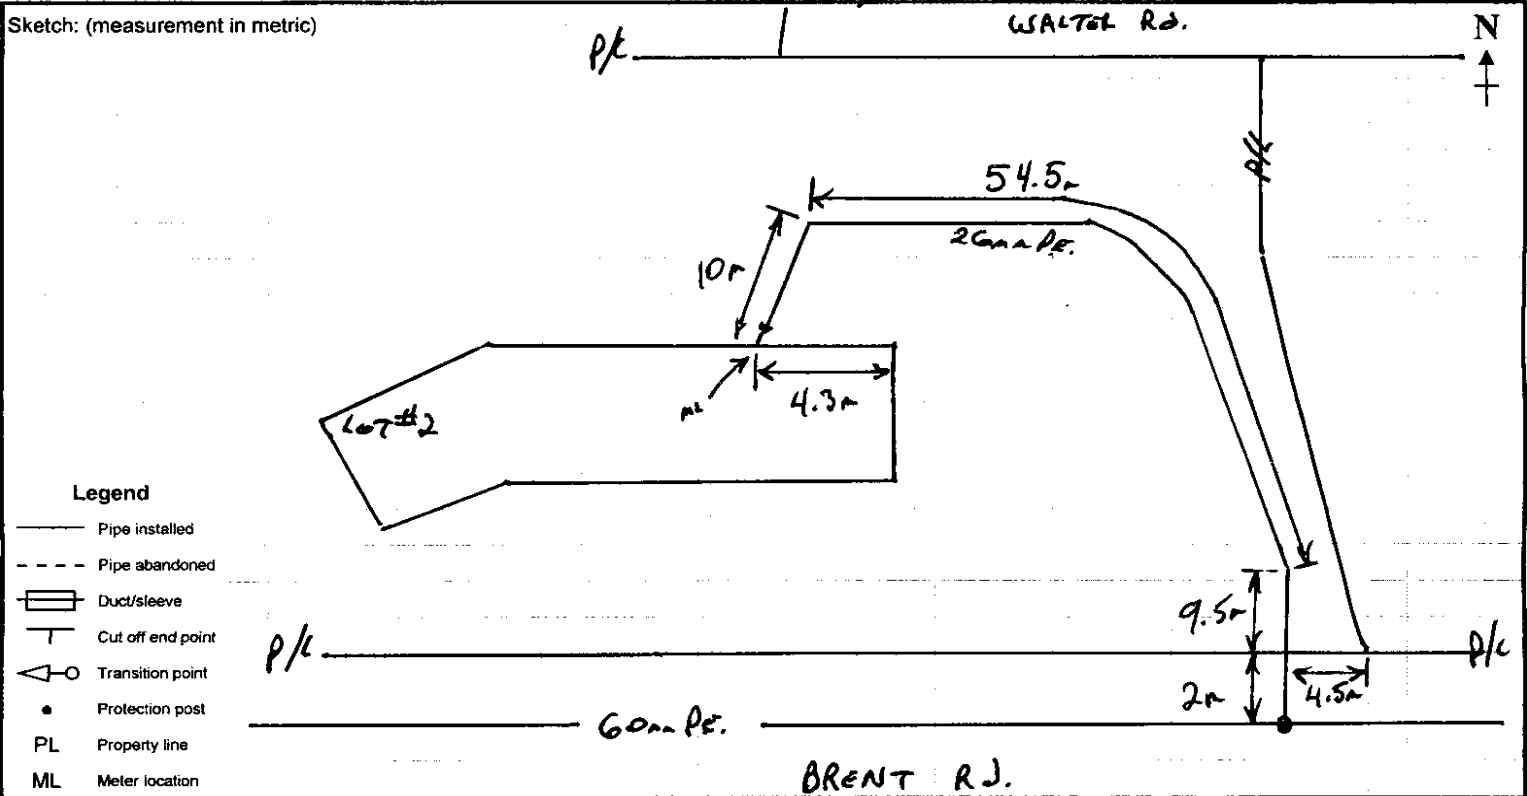 Sketch: (measurement in metric)
WALTER Rd.
N
P/L
P/L
54.5m
26mm PE.
10m
4.3m
ML
LOT #2
Legend
Pipe installed
Pipe abandoned
Duct/sleeve
Cut off end point
Transition point
Protection post
PL Property line
ML Meter location
9.5m
P/L
P/L
2m
4.5m
60mm PE.
BRENT Rd.